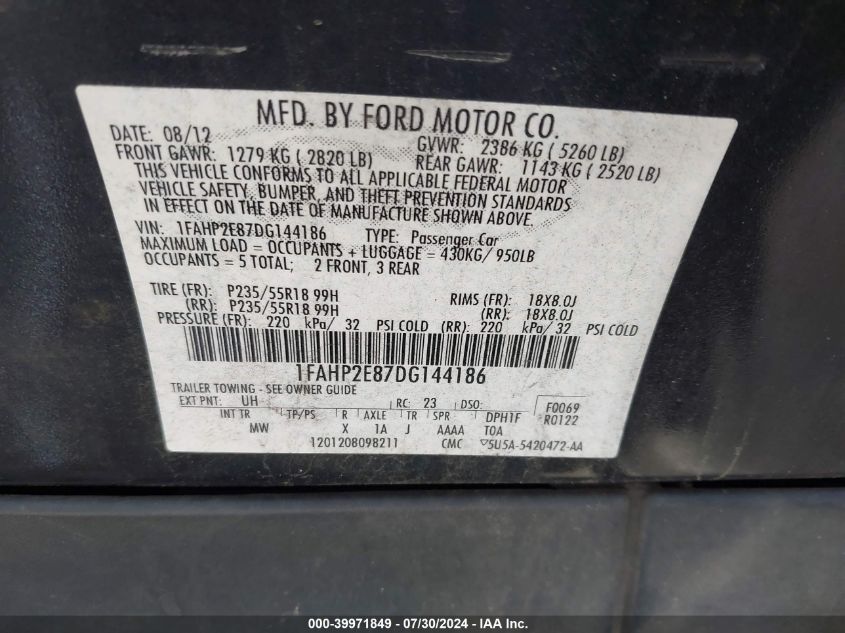 MFD. BY FORD MOTOR CO.
DATE: 08/12 GVWR: 2386 KG ( 5260 LB)
FRONT GAWR: 1279 KG ( 2820 LB) REAR GAWR: 1143 KG ( 2520 LB)
THIS VEHICLE CONFORMS TO ALL APPLICABLE FEDERAL MOTOR
VEHICLE SAFETY, BUMPER, AND THEFT PREVENTION STANDARDS
IN EFFECT ON THE DATE OF MANUFACTURE SHOWN ABOVE.
VIN: 1FAHP2E87DG144186 TYPE: Passenger Car
MAXIMUM LOAD = OCCUPANTS + LUGGAGE = 430KG/ 950LB
OCCUPANTS = 5 TOTAL; 2 FRONT, 3 REAR
TIRE (FR): P235/55R18 99H RIMS (FR): 18X8.0J
(RR): P235/55R18 99H (RR): 18X8.0J
PRESSURE (FR): 220 kPa/ 32 PSI COLD (RR): 220 kPa/ 32 PSI COLD
1FAHP2E87DG144186
TRAILER TOWING - SEE OWNER GUIDE
EXT PNT: UH RC: 23 DSO: F0069
INT TR TP/PS R AXLE TR SPR DPH1F R0122
MW X 1A J AAAA TOA
1201208098211 CMC 5U5A-5420472-AA
000-39971849 / 07/30/2024 - IAAI.com